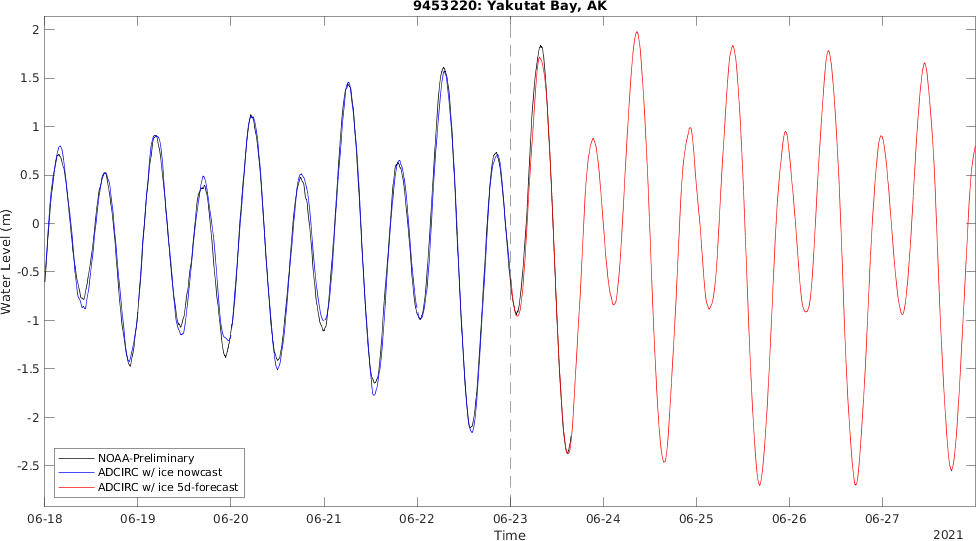 9453220: Yakutat Bay, AK
Water Level (m)
2
1.5
1
0.5
0
-0.5
-1
-1.5
-2
-2.5
NOAA-Preliminary
ADCIRC w/ ice nowcast
ADCIRC w/ ice 5d-forecast
06-18 06-19 06-20 06-21 06-22 06-23 06-24 06-25 06-26 06-27
Time
2021